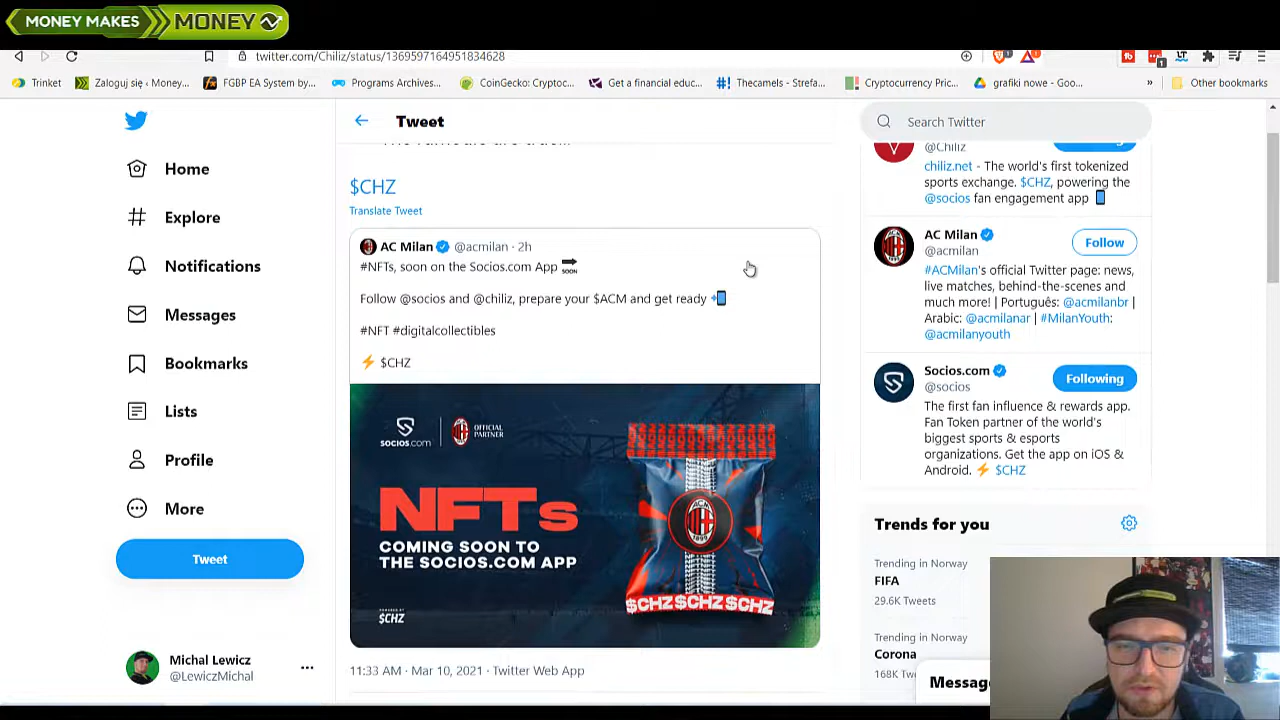 MONEY MAKES MONEY
twitter.com/Chiliz/status/1369597164951834628
Trinket
Zaloguj się ‹ Money...
FGBP EA System by...
Programs Archives...
CoinGecko: Cryptoc...
Get a financial educ...
Thecamels - Strefa...
Cryptocurrency Pric...
grafiki nowe - Goo...
»
Other bookmarks
Home
Explore
Notifications
Messages
Bookmarks
Lists
Profile
More
Tweet
Michal Lewicz
@LewiczMichal
Tweet
$CHZ
Translate Tweet
AC Milan @acmilan · 2h
#NFTs, soon on the Socios.com App SOON
Follow @socios and @chiliz, prepare your $ACM and get ready
#NFT #digitalcollectibles
⚡ $CHZ
SOCIOS.COM
OFFICIAL
PARTNER
NFTs
COMING SOON TO
THE SOCIOS.COM APP
$CHZ
ACM
1899
$CHZ$CHZ$CHZ
11:33 AM · Mar 10, 2021 · Twitter Web App
Search Twitter
@Chiliz
chiliz.net - The world's first tokenized
sports exchange. $CHZ, powering the
@socios fan engagement app
AC Milan
@acmilan
Follow
#ACMilan's official Twitter page: news,
live matches, behind-the-scenes and
much more! | Português: @acmilanbr |
Arabic: @acmilanar | #MilanYouth:
@acmilanyouth
Socios.com
@socios
Following
The first fan influence & rewards app.
Fan Token partner of the world's
biggest sports & esports
organizations. Get the app on iOS &
Android. ⚡ $CHZ
Trends for you
Trending in Norway
FIFA
29.6K Tweets
Trending in Norway
Corona
168K Tw
Messag